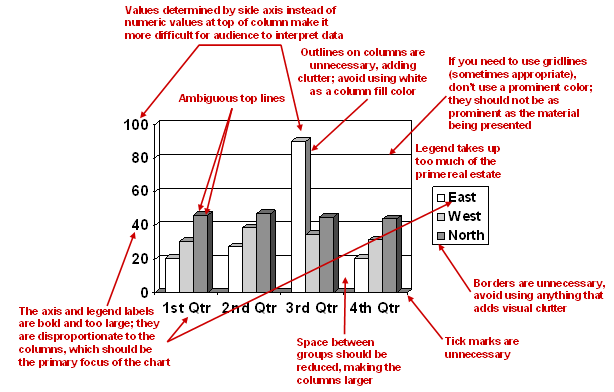 Values determined by side axis instead of
numeric values at top of column make it
more difficult for audience to interpret data
Outlines on columns are
unnecessary, adding
clutter; avoid using white
as a column fill color
If you need to use gridlines
(sometimes appropriate),
don't use a prominent color;
they should not be as
prominent as the material
being presented
Ambiguous top lines
Legend takes up
too much of the
prime real estate
100
80
60
40
20
0
1st Qtr 2nd Qtr 3rd Qtr 4th Qtr
East
West
North
Borders are unnecessary,
avoid using anything that
adds visual clutter
The axis and legend labels
are bold and too large; they
are disproportionate to the
columns, which should be
the primary focus of the chart
Space between
groups should be
reduced, making the
columns larger
Tick marks are
unnecessary